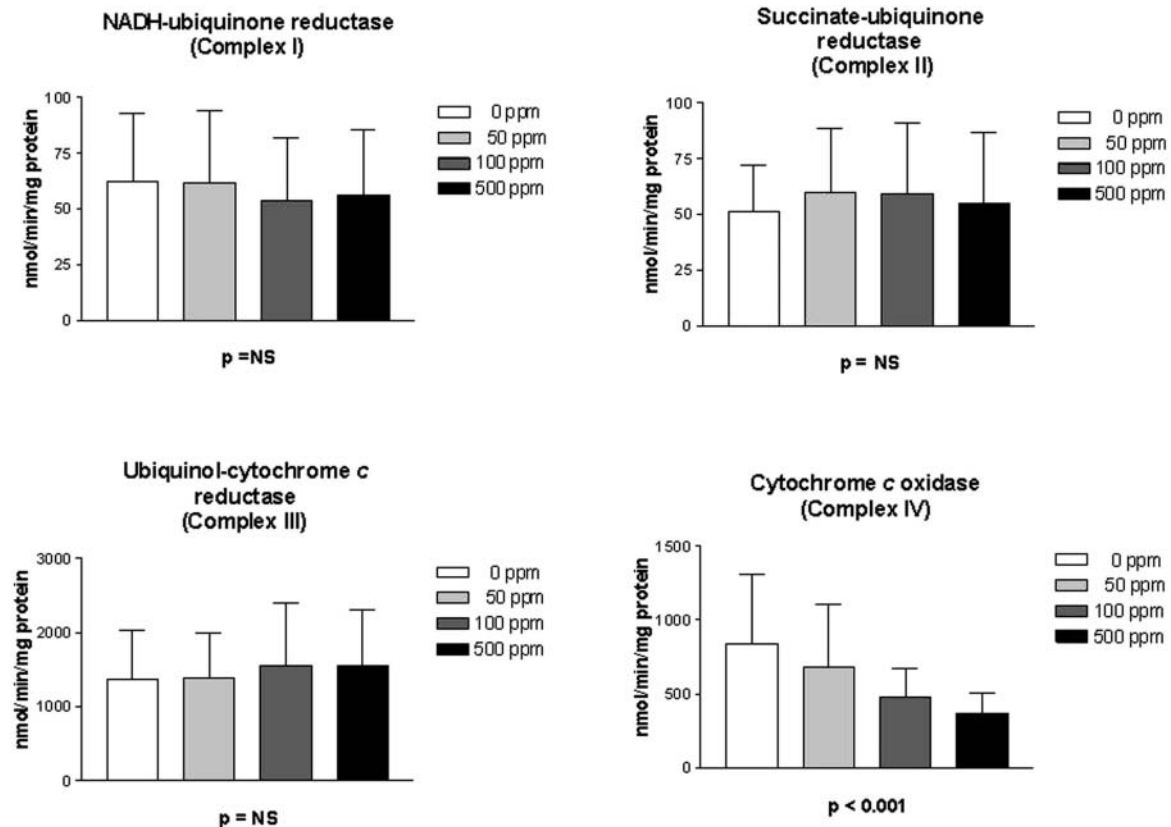 NADH-ubiquinone reductase
(Complex I)
nmol/min/mg protein
100
75
50
25
0
0 ppm
50 ppm
100 ppm
500 ppm
p =NS
Succinate-ubiquinone
reductase
(Complex II)
nmol/min/mg protein
100
75
50
25
0
0 ppm
50 ppm
100 ppm
500 ppm
p = NS
Ubiquinol-cytochrome c
reductase
(Complex III)
nmol/min/mg protein
3000
2000
1000
0
0 ppm
50 ppm
100 ppm
500 ppm
p = NS
Cytochrome c oxidase
(Complex IV)
nmol/min/mg protein
1500
1000
500
0
0 ppm
50 ppm
100 ppm
500 ppm
p < 0.001